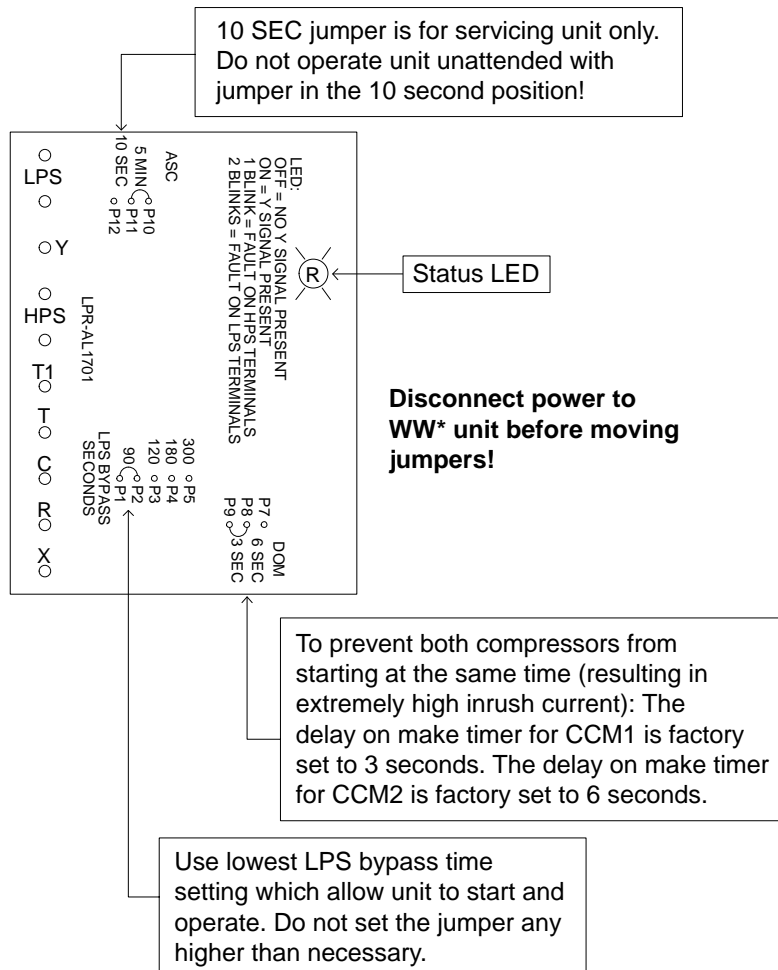 10 SEC jumper is for servicing unit only.
Do not operate unit unattended with
jumper in the 10 second position!
LPS
Y
HPS
T1
T
C
R
X
ASC
5 MIN
10 SEC
P10
P11
P12
LPR-AL1701
LED:
OFF = NO Y SIGNAL PRESENT
ON = Y SIGNAL PRESENT
1 BLINK = FAULT ON HPS TERMINALS
2 BLINKS = FAULT ON LPS TERMINALS
R
Status LED
Disconnect power to
WW* unit before moving
jumpers!
300 P5
180 P4
120 P3
90 P2
P1
LPS BYPASS
SECONDS
DOM
P7 6 SEC
P8
P9 3 SEC
To prevent both compressors from
starting at the same time (resulting in
extremely high inrush current): The
delay on make timer for CCM1 is factory
set to 3 seconds. The delay on make timer
for CCM2 is factory set to 6 seconds.
Use lowest LPS bypass time
setting which allow unit to start and
operate. Do not set the jumper any
higher than necessary.